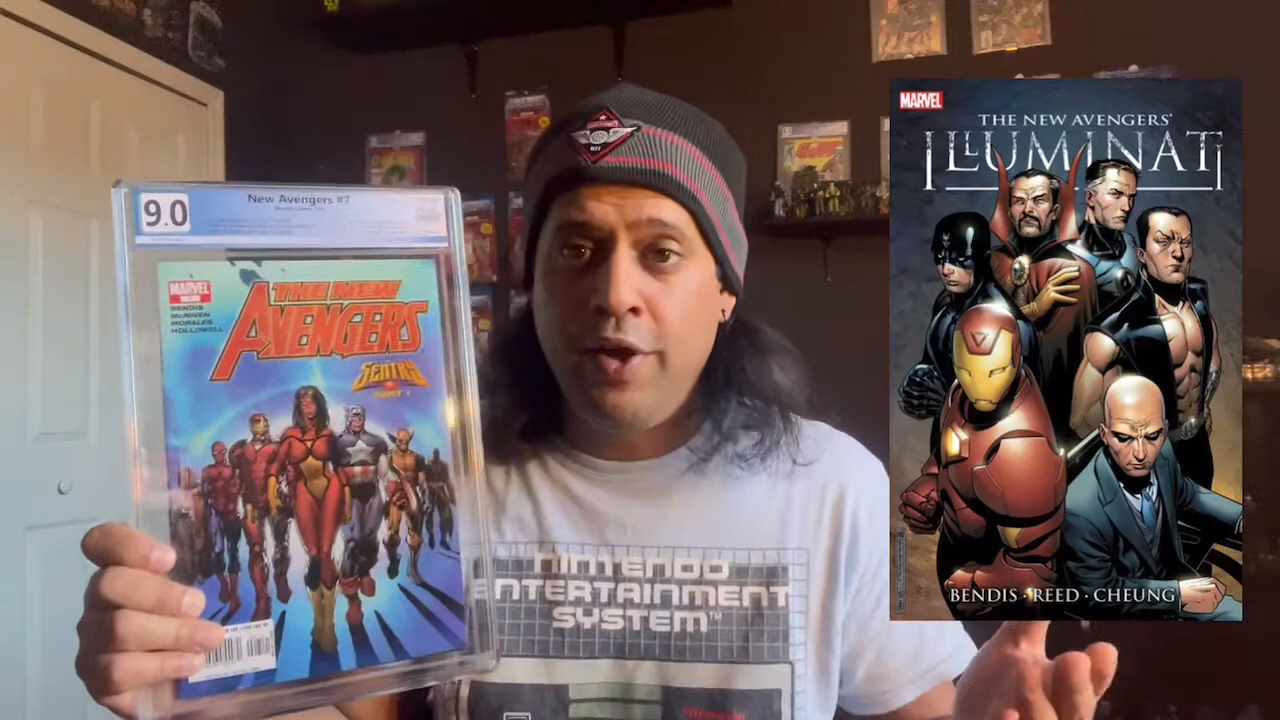 9.0
New Avengers #7
MARVEL
BENDIS
McNIVEN
MORALES
HOLLOWELL
THE NEW
AVENGERS
SENTRY
PART 1
NINTENDO
ENTERTAINMENT
SYSTEM™
MARVEL
THE NEW AVENGERS'
ILLUMINATI
BENDIS · REED · CHEUNG